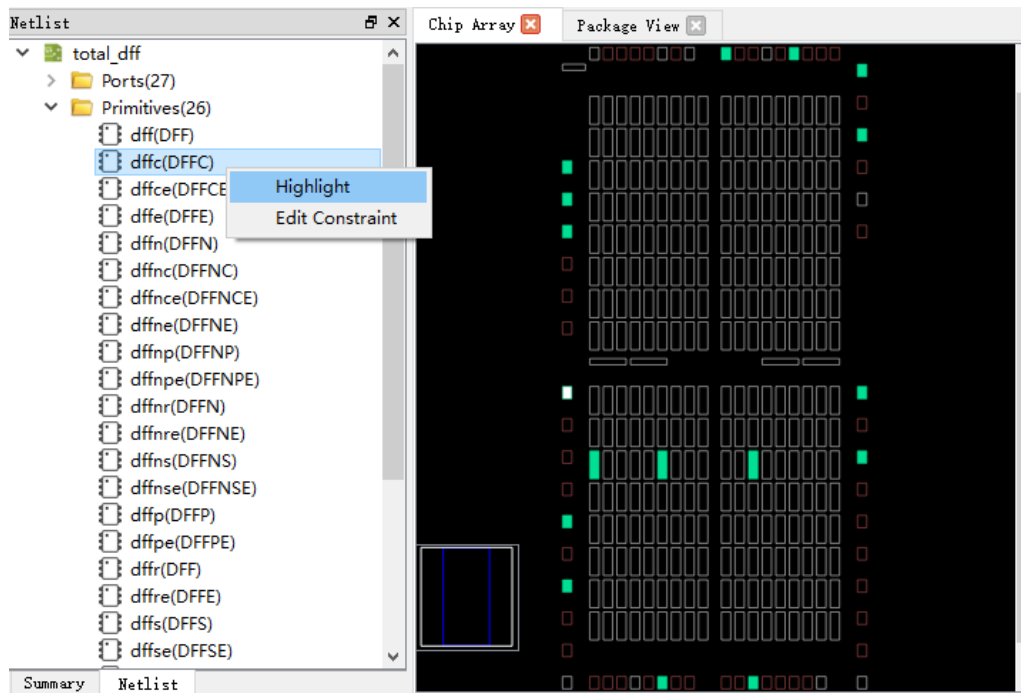 Netlist
Chip Array
Package View
total_dff
Ports(27)
Primitives(26)
dff(DFF)
dffc(DFFC)
dffce(DFFCE
Highlight
dffe(DFFE)
Edit Constraint
dffn(DFFN)
dffnc(DFFNC)
dffnce(DFFNCE)
dffne(DFFNE)
dffnp(DFFNP)
dffnpe(DFFNPE)
dffnr(DFFN)
dffnre(DFFNE)
dffns(DFFNS)
dffnse(DFFNSE)
dffp(DFFP)
dffpe(DFFPE)
dffr(DFF)
dffre(DFFE)
dffs(DFFS)
dffse(DFFSE)
Summary
Netlist